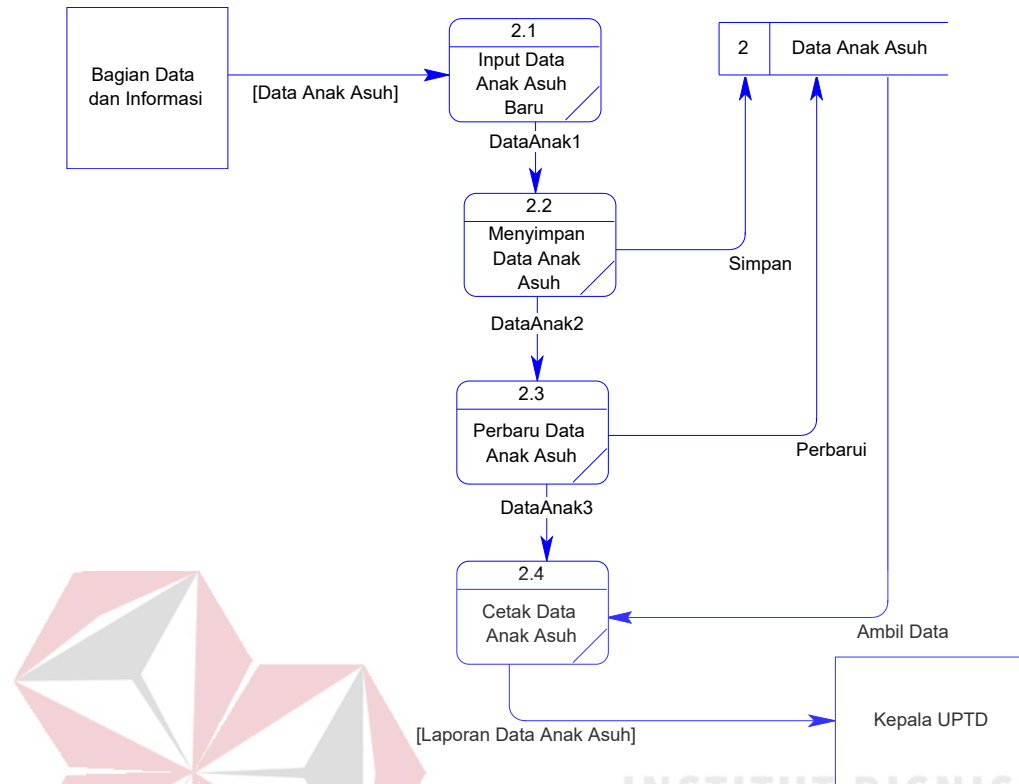 Bagian Data
dan Informasi
[Data Anak Asuh]
2.1
Input Data
Anak Asuh
Baru
2
Data Anak Asuh
DataAnak1
2.2
Menyimpan
Data Anak
Asuh
Simpan
DataAnak2
2.3
Perbaru Data
Anak Asuh
Perbarui
DataAnak3
2.4
Cetak Data
Anak Asuh
Ambil Data
[Laporan Data Anak Asuh]
Kepala UPTD
INSTITUT BISNIS